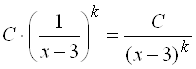 C · (1/(x − 3))^k = C/(x − 3)^k